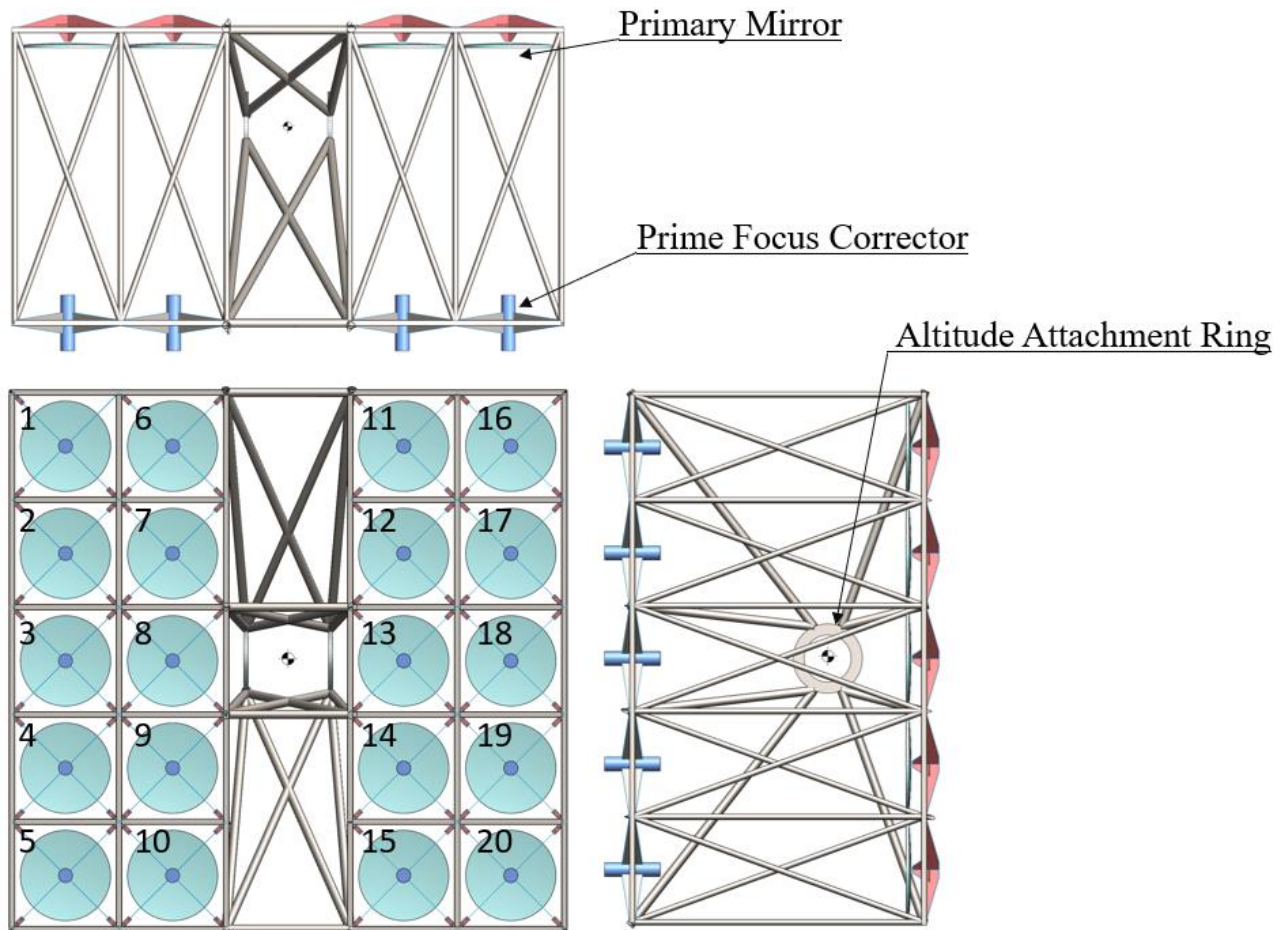 Primary Mirror
Prime Focus Corrector
Altitude Attachment Ring
1 6 11 16
2 7 12 17
3 8 13 18
4 9 14 19
5 10 15 20